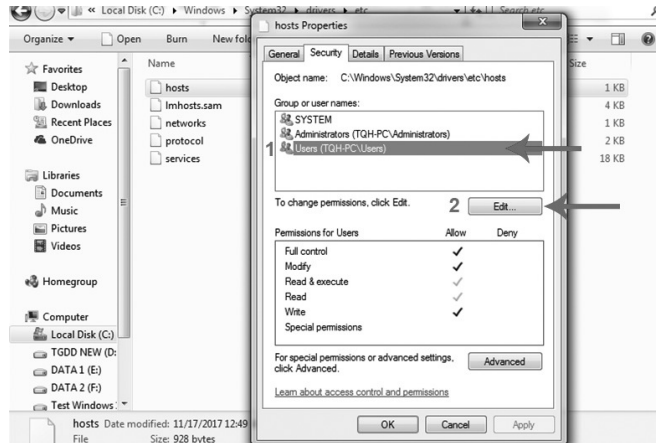 « Local Disk (C:) ▸ Windows ▸ System32 ▸ drivers ▸ etc
Search etc
Organize Open Burn New fol
Name
Size
Favorites
Desktop
Downloads
Recent Places
OneDrive
Libraries
Documents
Music
Pictures
Videos
Homegroup
Computer
Local Disk (C:)
TGDD NEW (D:
DATA 1 (E:)
DATA 2 (F:)
Test Windows
hosts 1 KB
lmhosts.sam 4 KB
networks 1 KB
protocol 2 KB
services 18 KB
hosts Properties
General Security Details Previous Versions
Object name: C:\Windows\System32\drivers\etc\hosts
Group or user names:
SYSTEM
Administrators (TQH-PC\Administrators)
1 Users (TQH-PC\Users)
To change permissions, click Edit. 2 Edit...
Permissions for Users Allow Deny
Full control
Modify
Read & execute
Read
Write
Special permissions
For special permissions or advanced settings,
click Advanced.
Advanced
Learn about access control and permissions
OK Cancel Apply
hosts Date modified: 11/17/2017 12:49
File Size: 928 bytes